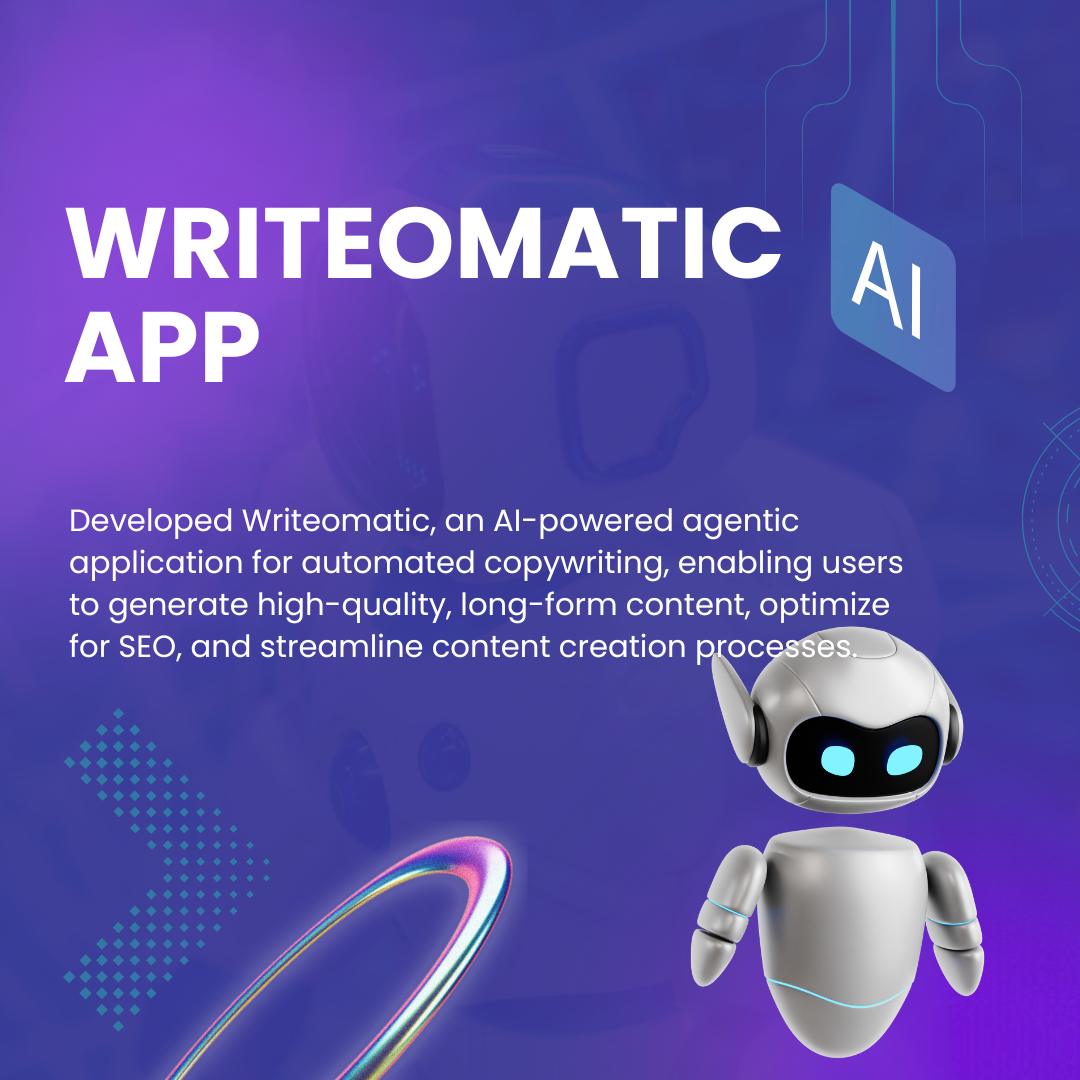 WRITEOMATIC
APP
AI
Developed Writeomatic, an AI-powered agentic
application for automated copywriting, enabling users
to generate high-quality, long-form content, optimize
for SEO, and streamline content creation processes.